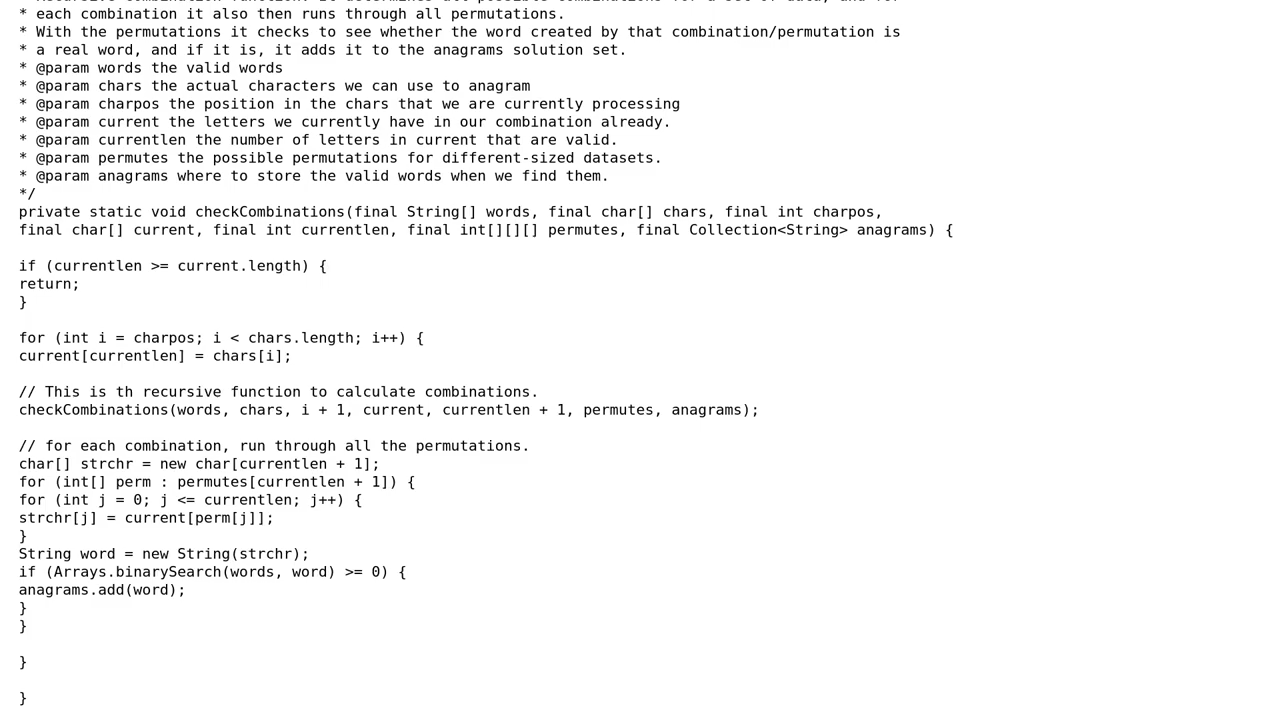 * each combination it also then runs through all permutations.
* With the permutations it checks to see whether the word created by that combination/permutation is
* a real word, and if it is, it adds it to the anagrams solution set.
* @param words the valid words
* @param chars the actual characters we can use to anagram
* @param charpos the position in the chars that we are currently processing
* @param current the letters we currently have in our combination already.
* @param currentlen the number of letters in current that are valid.
* @param permutes the possible permutations for different-sized datasets.
* @param anagrams where to store the valid words when we find them.
*/
private static void checkCombinations(final String[] words, final char[] chars, final int charpos,
final char[] current, final int currentlen, final int[][][] permutes, final Collection<String> anagrams) {
if (currentlen >= current.length) {
return;
}
for (int i = charpos; i < chars.length; i++) {
current[currentlen] = chars[i];
// This is th recursive function to calculate combinations.
checkCombinations(words, chars, i + 1, current, currentlen + 1, permutes, anagrams);
// for each combination, run through all the permutations.
char[] strchr = new char[currentlen + 1];
for (int[] perm : permutes[currentlen + 1]) {
for (int j = 0; j <= currentlen; j++) {
strchr[j] = current[perm[j]];
}
String word = new String(strchr);
if (Arrays.binarySearch(words, word) >= 0) {
anagrams.add(word);
}
}
}
}